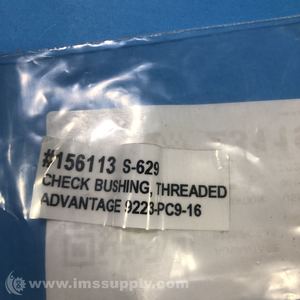 #156113 S-629
CHECK BUSHING, THREADED
ADVANTAGE 9223-PC9-16
© www.imssupply.com